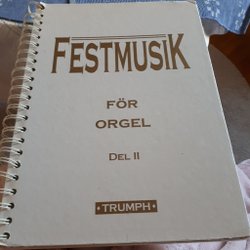 FESTMUSIK
FÖR
ORGEL
DEL II
• TRUMPH •